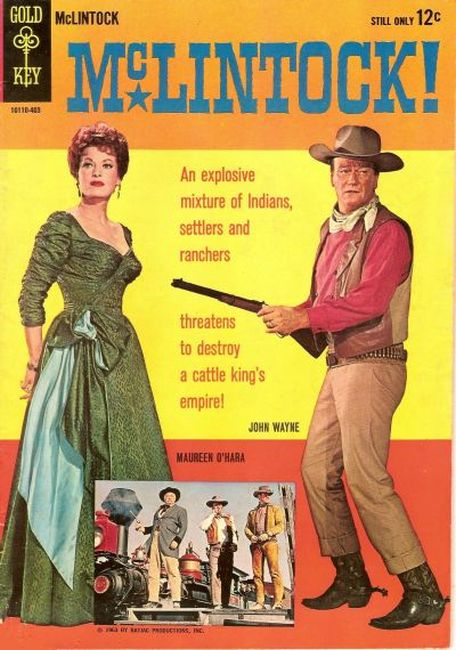 GOLD
KEY
10110-403
McLINTOCK
STILL ONLY 12c
McLINTOCK!
An explosive
mixture of Indians,
settlers and
ranchers
threatens
to destroy
a cattle king's
empire!
JOHN WAYNE
MAUREEN O'HARA
© 1963 BY BATJAC PRODUCTIONS, INC.